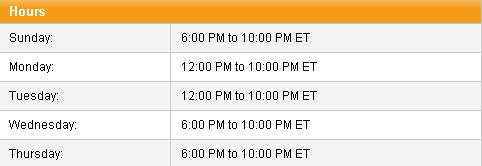 Hours
Sunday: 6:00 PM to 10:00 PM ET
Monday: 12:00 PM to 10:00 PM ET
Tuesday: 12:00 PM to 10:00 PM ET
Wednesday: 6:00 PM to 10:00 PM ET
Thursday: 6:00 PM to 10:00 PM ET